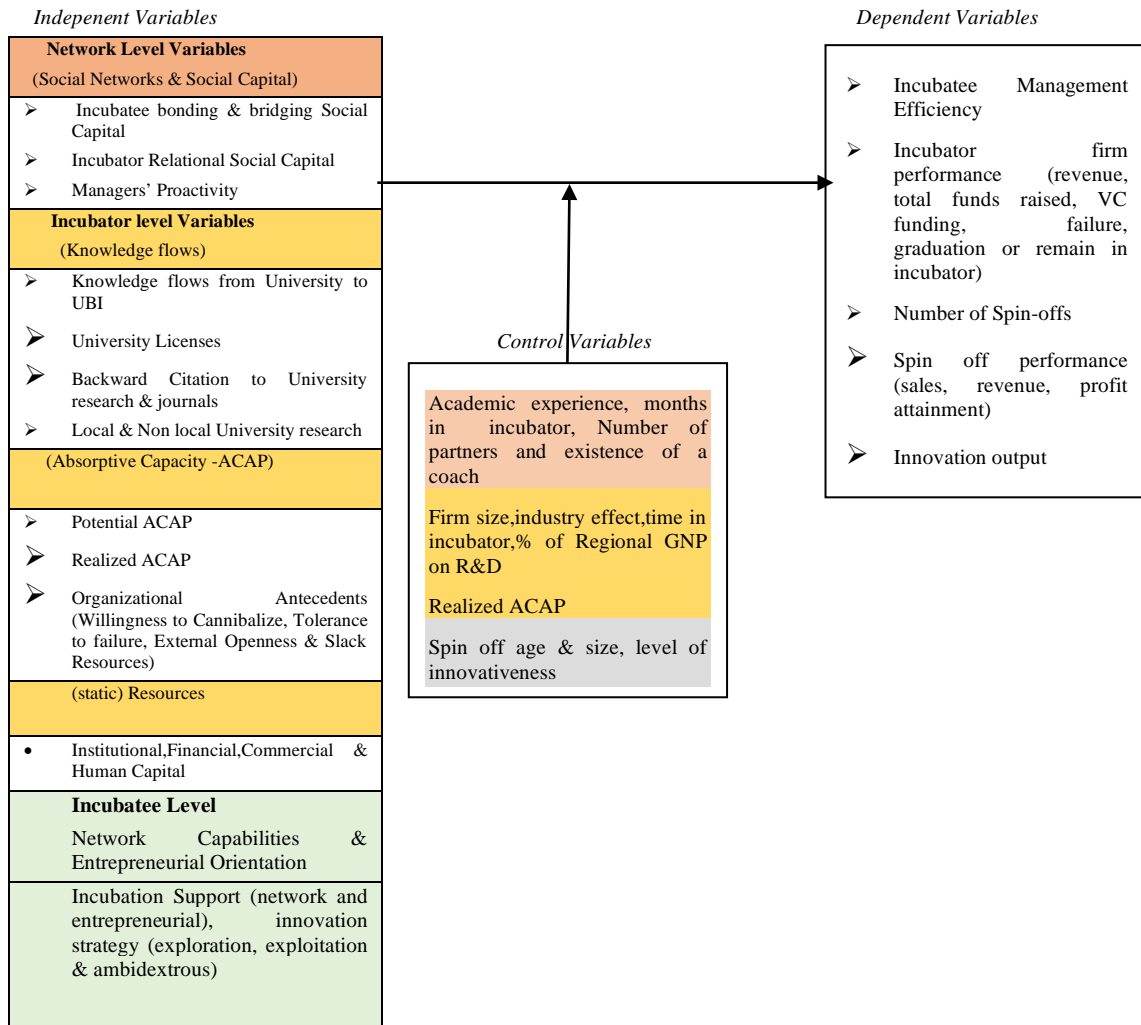 Indepenent Variables
Network Level Variables
(Social Networks & Social Capital)
➢ Incubatee bonding & bridging Social
Capital
➢ Incubator Relational Social Capital
➢ Managers’ Proactivity
Incubator level Variables
(Knowledge flows)
➢ Knowledge flows from University to
UBI
➢ University Licenses
➢ Backward Citation to University
research & journals
➢ Local & Non local University research
(Absorptive Capacity -ACAP)
➢ Potential ACAP
➢ Realized ACAP
➢ Organizational Antecedents
(Willingness to Cannibalize, Tolerance
to failure, External Openness & Slack
Resources)
(static) Resources
• Institutional,Financial,Commercial &
Human Capital
Incubatee Level
Network Capabilities &
Entrepreneurial Orientation
Incubation Support (network and
entrepreneurial), innovation
strategy (exploration, exploitation
& ambidextrous)
Control Variables
Academic experience, months
in incubator, Number of
partners and existence of a
coach
Firm size,industry effect,time in
incubator,% of Regional GNP
on R&D
Realized ACAP
Spin off age & size, level of
innovativeness
Dependent Variables
➢ Incubatee Management
Efficiency
➢ Incubator firm
performance (revenue,
total funds raised, VC
funding, failure,
graduation or remain in
incubator)
➢ Number of Spin-offs
➢ Spin off performance
(sales, revenue, profit
attainment)
➢ Innovation output